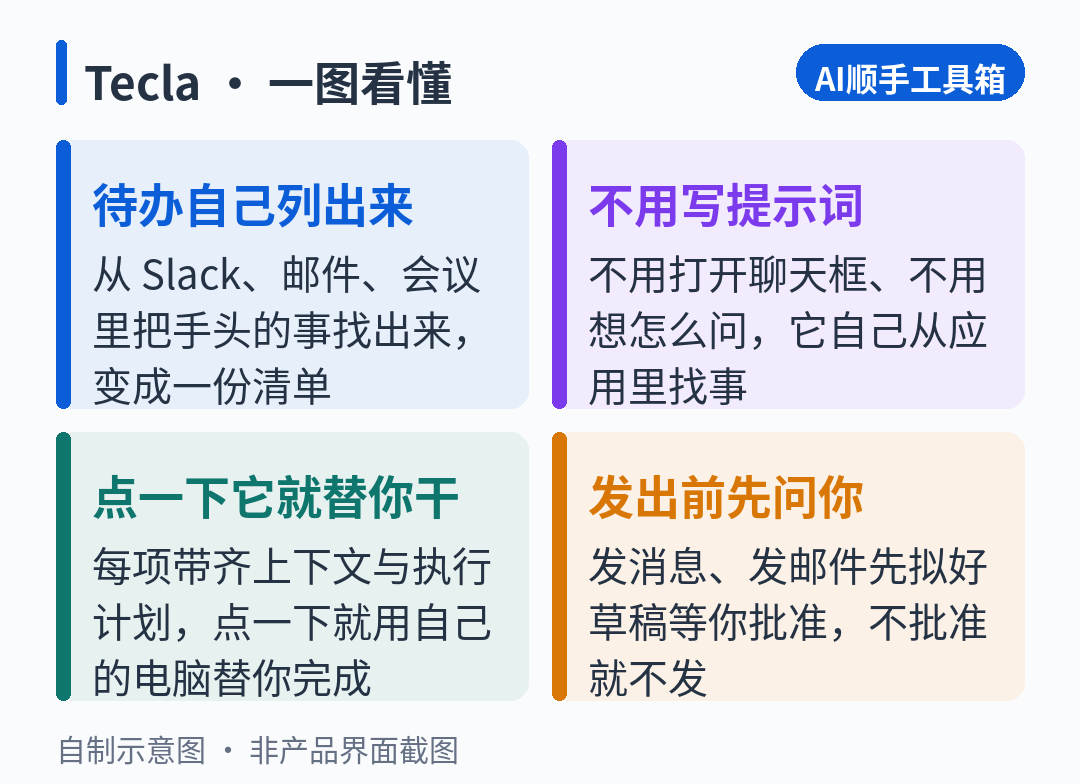 Tecla · 一图看懂
AI顺手工具箱
待办自己列出来
从 Slack、邮件、会议
里把手头的事找出来，
变成一份清单
不用写提示词
不用打开聊天框、不用
想怎么问，它自己从应
用里找事
点一下它就替你干
每项带齐上下文与执行
计划，点一下就用自己
的电脑替你完成
发出前先问你
发消息、发邮件先拟好
草稿等你批准，不批准
就不发
自制示意图 · 非产品界面截图